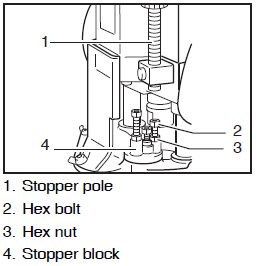 1
2
3
4
1. Stopper pole
2. Hex bolt
3. Hex nut
4. Stopper block